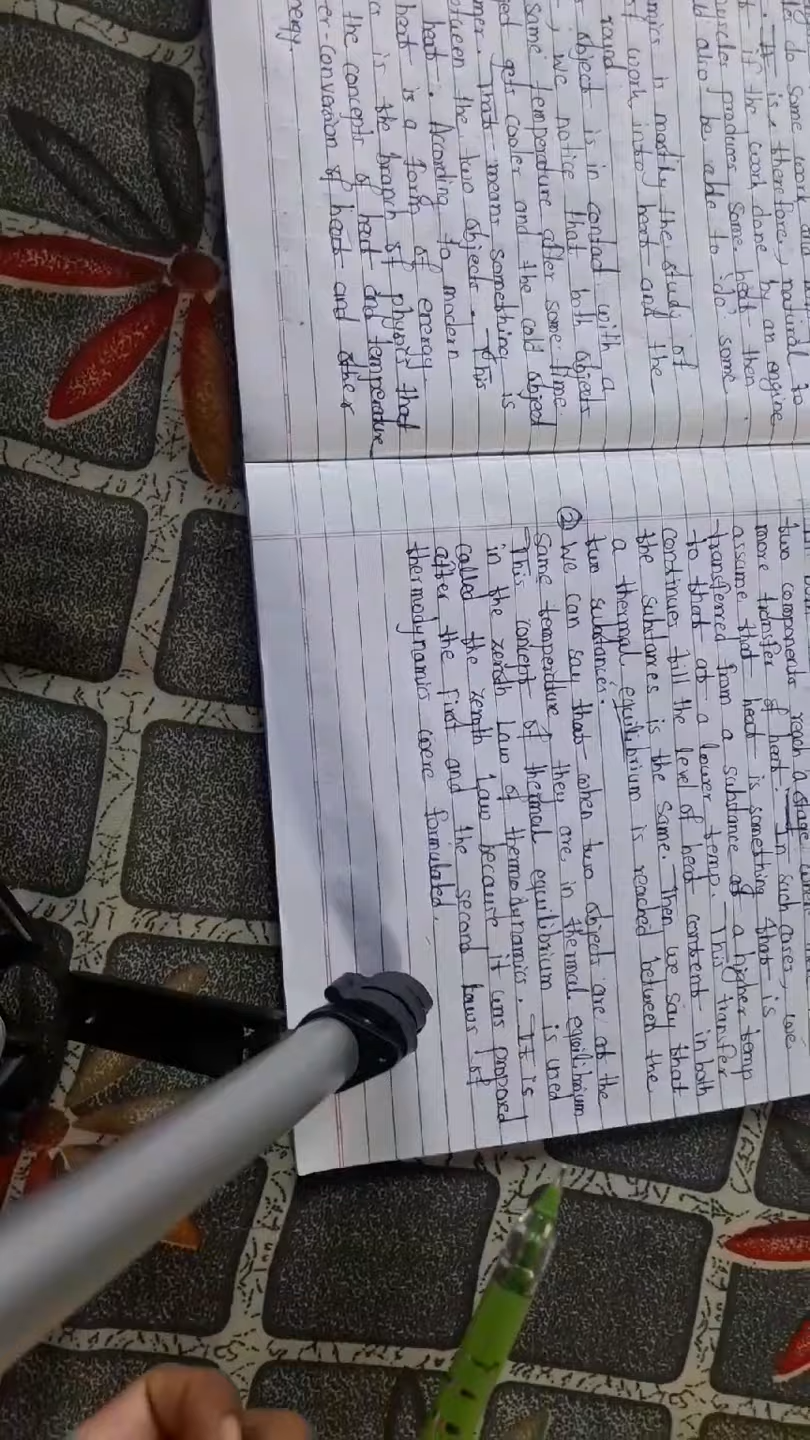 do some work
It is, therefore, natural to
if the work done by an engine
produces some heat then
also be able to 'do' some
is mostly the study of
work into heat and the
object is in contact with a
we notice that both objects
same temperature after some time
gets cooler and the cold object
That means something is
between the two objects. This
heat. According to modern
heat is a form of energy
is the branch of physics that
the concepts of heat and temperature
er-conversion of heat and other
two components reach a stage
more transfer of heat. In such cases, we
assume that heat is something that is
transferred from a substance at a higher temp
to that at a lower temp. This transfer
continues till the level of heat content in both
the substances is the same. Then we say that
a thermal equilibrium is reached between the
two substances.
② We can say that when two object are at the
same temperature, they are in thermal equilibrium
This concept of thermal equilibrium is used
in the zeroth law of thermodynamics. It is
called the zeroth law because it was proposed
after the first and the second laws of
thermodynamics were formulated.